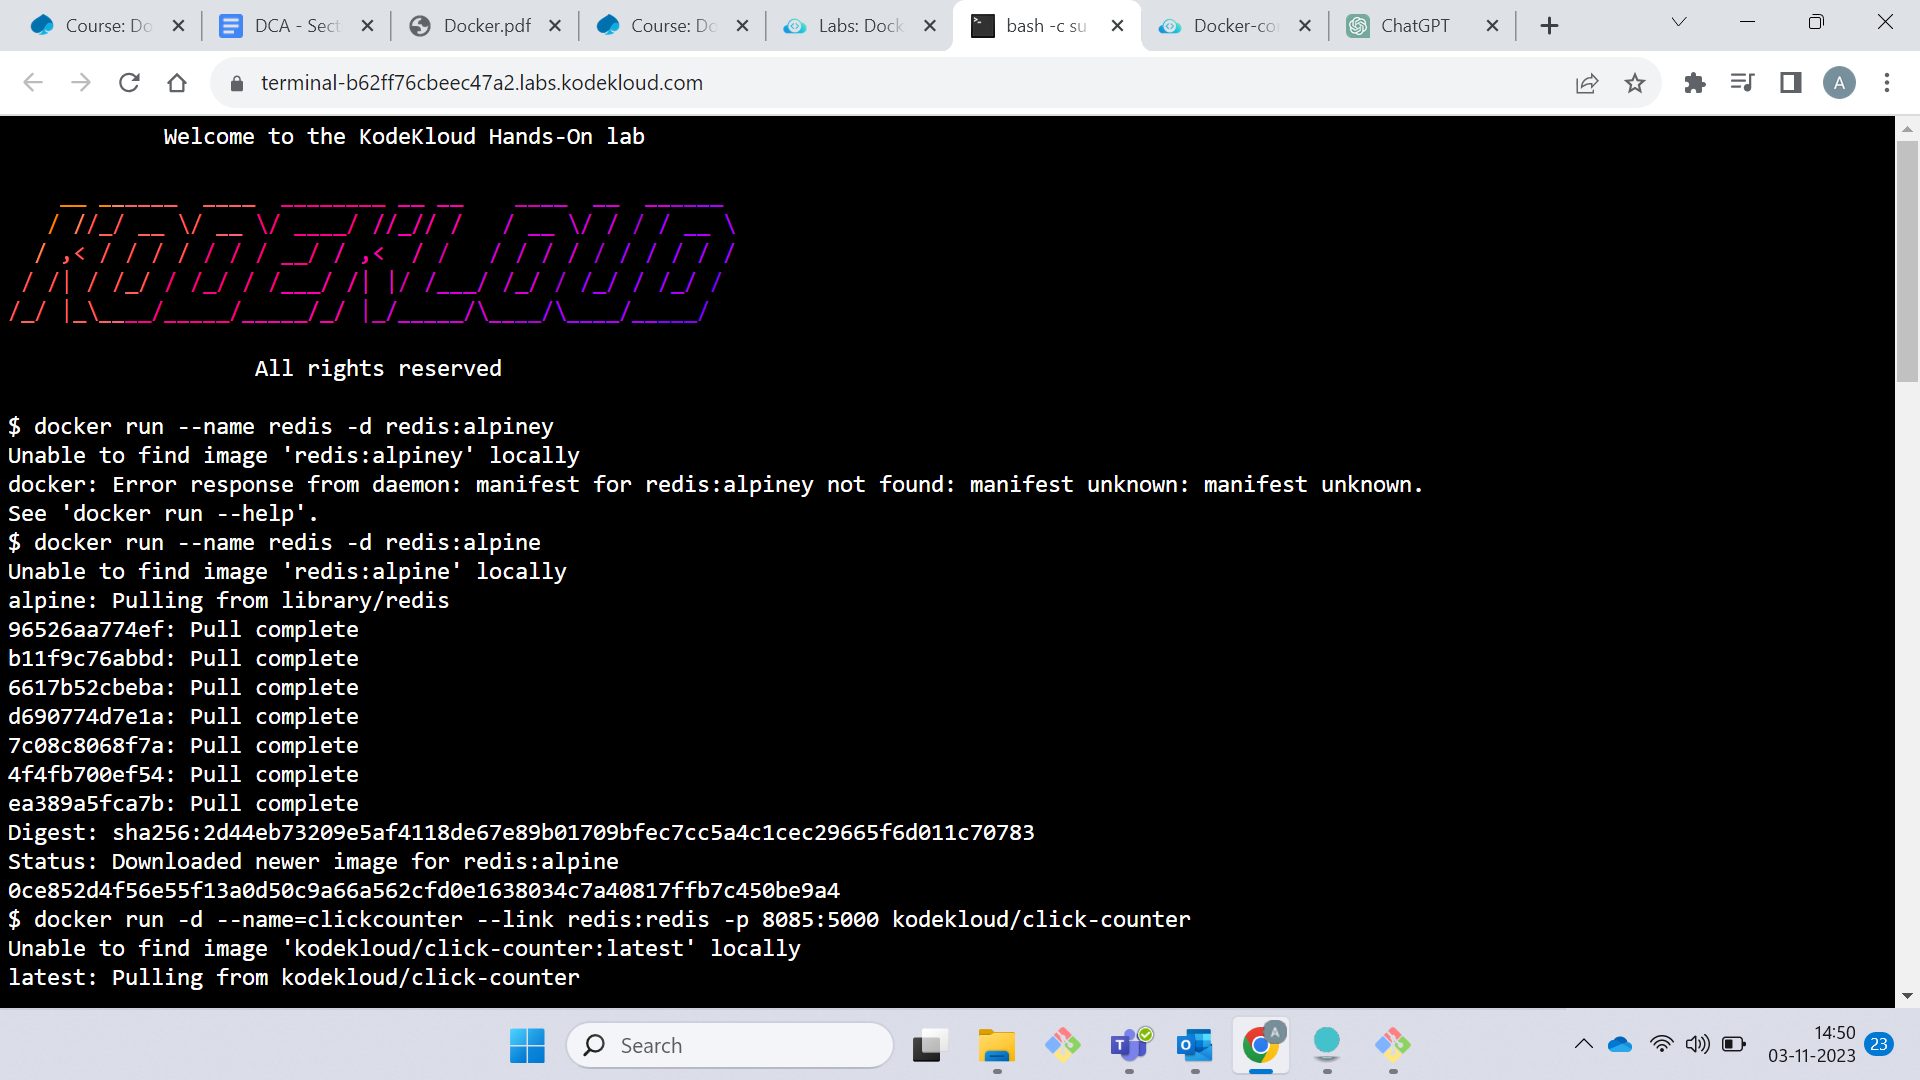 Course: Do
DCA - Sect
Docker.pdf
Course: Do
Labs: Dock
bash -c su
Docker-co
ChatGPT
terminal-b62ff76cbeec47a2.labs.kodekloud.com
A
Welcome to the KodeKloud Hands-On lab
KODEKLOUD
All rights reserved
$ docker run --name redis -d redis:alpiney
Unable to find image 'redis:alpiney' locally
docker: Error response from daemon: manifest for redis:alpiney not found: manifest unknown: manifest unknown.
See 'docker run --help'.
$ docker run --name redis -d redis:alpine
Unable to find image 'redis:alpine' locally
alpine: Pulling from library/redis
96526aa774ef: Pull complete
b11f9c76abbd: Pull complete
6617b52cbeba: Pull complete
d690774d7e1a: Pull complete
7c08c8068f7a: Pull complete
4f4fb700ef54: Pull complete
ea389a5fca7b: Pull complete
Digest: sha256:2d44eb73209e5af4118de67e89b01709bfec7cc5a4c1cec29665f6d011c70783
Status: Downloaded newer image for redis:alpine
0ce852d4f56e55f13a0d50c9a66a562cfd0e1638034c7a40817ffb7c450be9a4
$ docker run -d --name=clickcounter --link redis:redis -p 8085:5000 kodekloud/click-counter
Unable to find image 'kodekloud/click-counter:latest' locally
latest: Pulling from kodekloud/click-counter
Search
14:50
03-11-2023
23